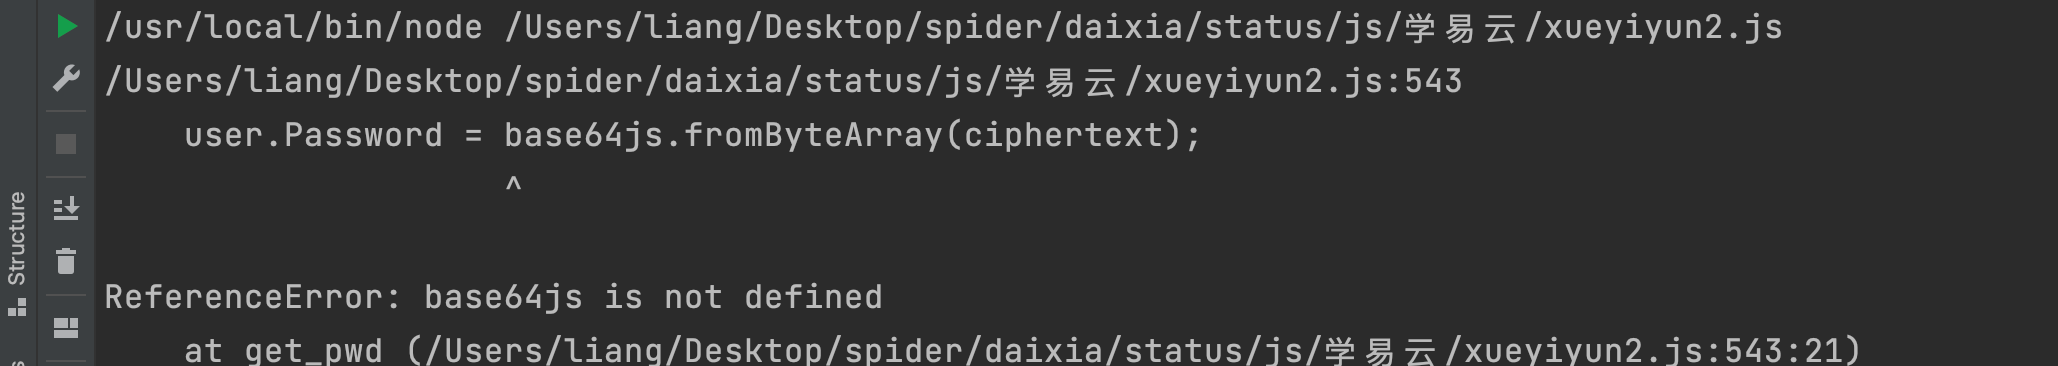 /usr/local/bin/node /Users/liang/Desktop/spider/daixia/status/js/学易云/xueyiyun2.js
/Users/liang/Desktop/spider/daixia/status/js/学易云/xueyiyun2.js:543
    user.Password = base64js.fromByteArray(ciphertext);
                    ^
ReferenceError: base64js is not defined
    at get_pwd (/Users/liang/Desktop/spider/daixia/status/js/学易云/xueyiyun2.js:543:21)
Structure